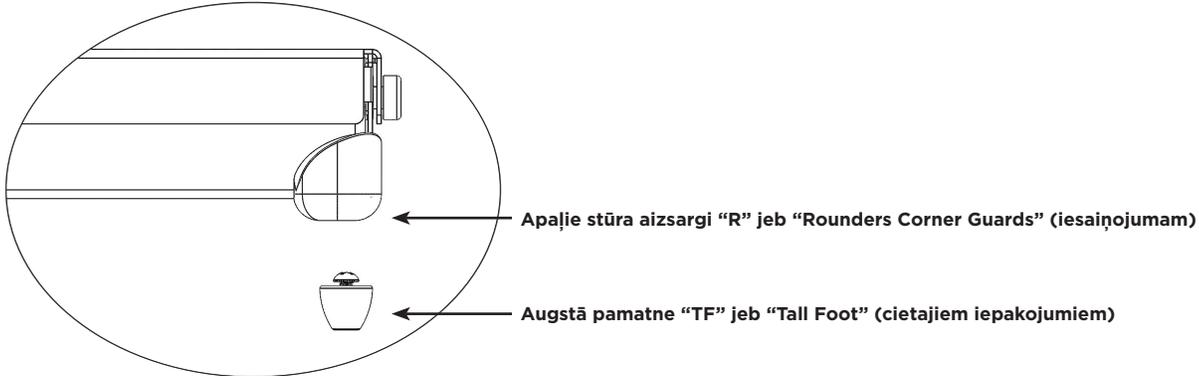 Apaļie stūra aizsargi “R” jeb “Rounders Corner Guards” (iesaiņojumam)
Augstā pamatne “TF” jeb “Tall Foot” (cietajiem iepakojumiem)